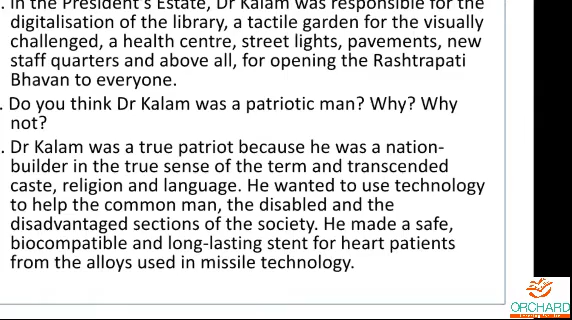 . In the President's Estate, Dr Kalam was responsible for the
digitalisation of the library, a tactile garden for the visually
challenged, a health centre, street lights, pavements, new
staff quarters and above all, for opening the Rashtrapati
Bhavan to everyone.
. Do you think Dr Kalam was a patriotic man? Why? Why
not?
. Dr Kalam was a true patriot because he was a nation-
builder in the true sense of the term and transcended
caste, religion and language. He wanted to use technology
to help the common man, the disabled and the
disadvantaged sections of the society. He made a safe,
biocompatible and long-lasting stent for heart patients
from the alloys used in missile technology.
ORCHARD